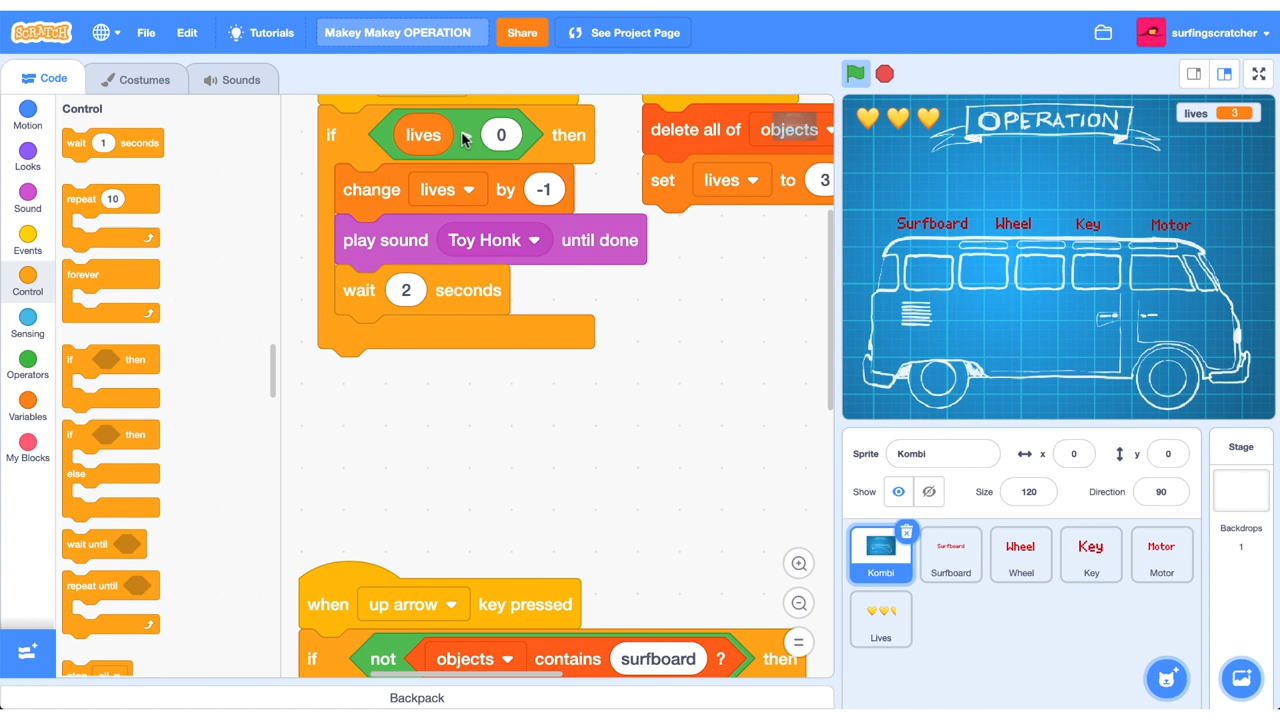 SCRATCH File Edit Tutorials Makey Makey OPERATION Share See Project Page surfingscratcher
Code Costumes Sounds
Motion
Looks
Sound
Events
Control
Sensing
Operators
Variables
My Blocks
Control
wait 1 seconds
repeat 10
forever
if then
if then
else
wait until
repeat until
if lives 0 then
change lives by -1
play sound Toy Honk until done
wait 2 seconds
delete all of objects
set lives to 3
when up arrow key pressed
if not objects contains surfboard ? then
Backpack
OPERATION
lives 3
Surfboard Wheel Key Motor
Sprite Kombi x 0 y 0
Show Size 120 Direction 90
Kombi Surfboard Surfboard Wheel Wheel Key Key Motor Motor
Lives
Stage
Backdrops
1